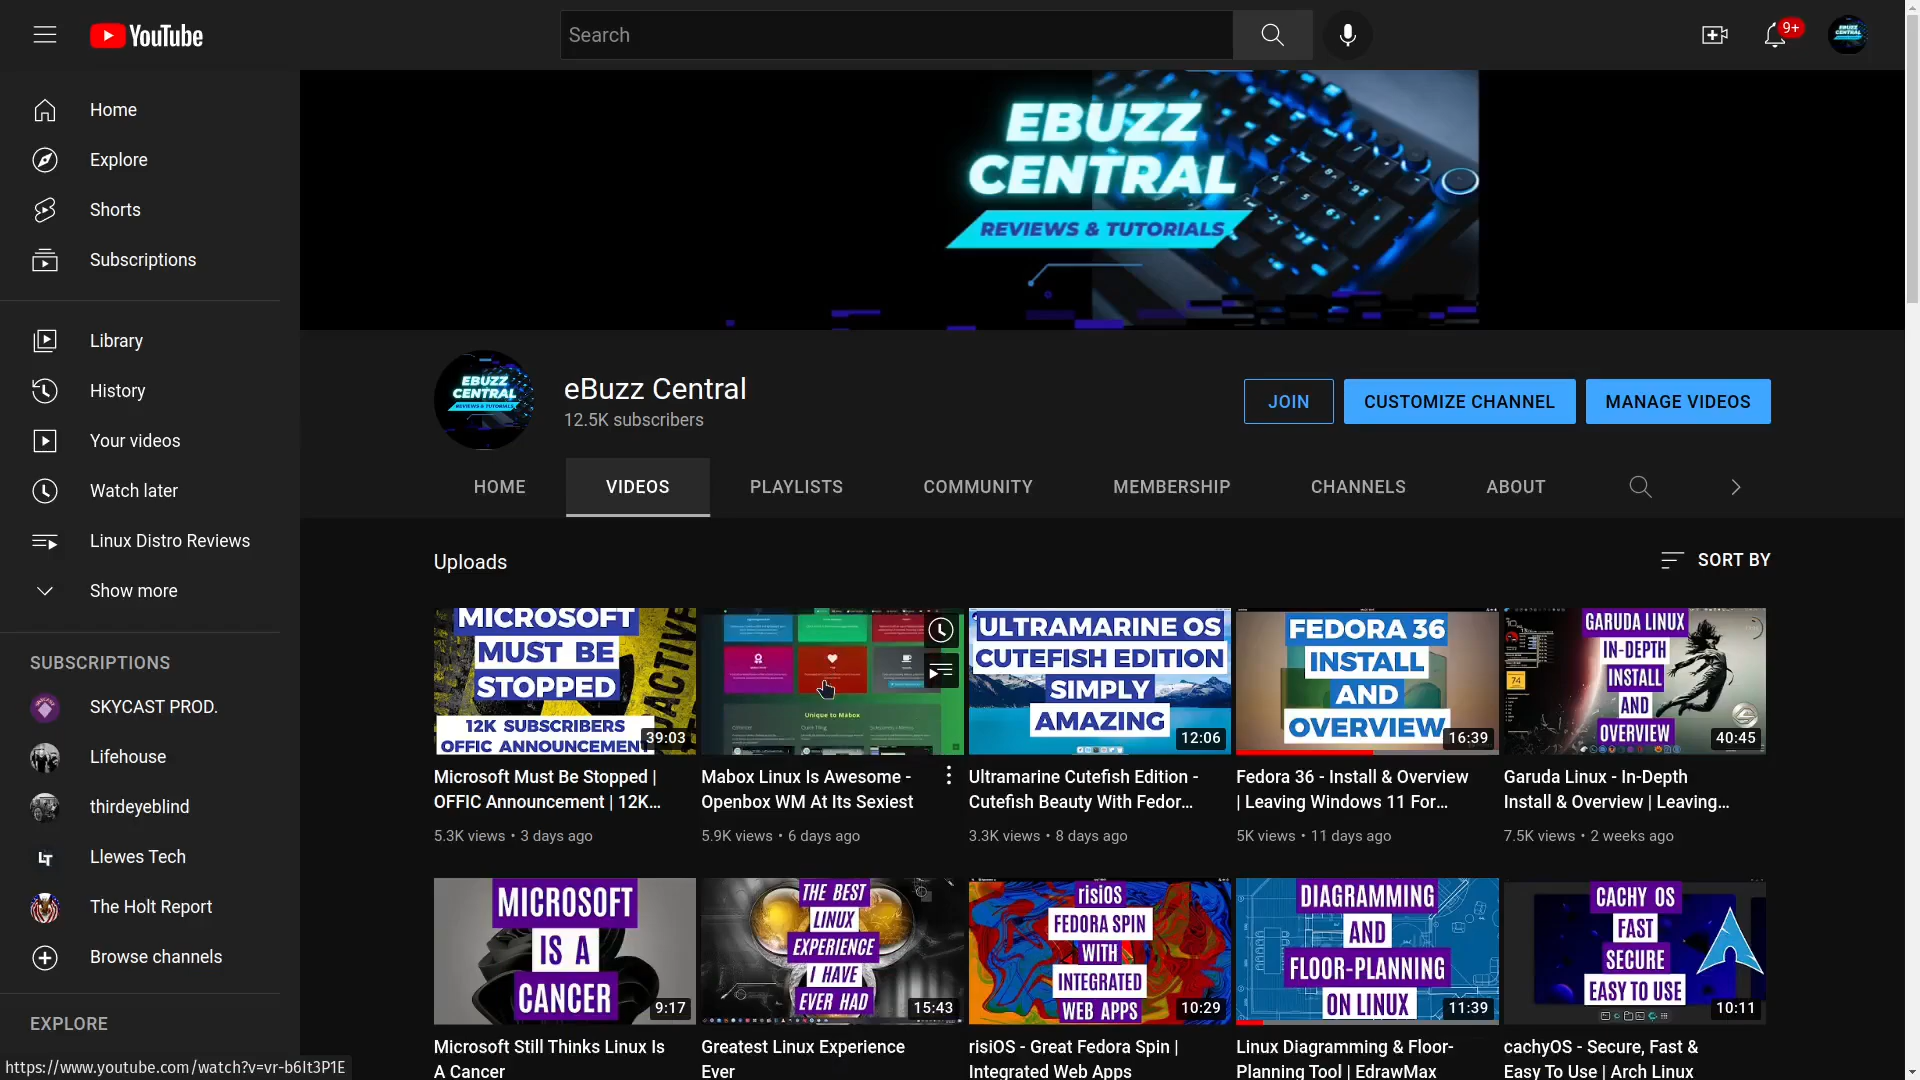 YouTube
Search
9+
Home
Explore
Shorts
Subscriptions
Library
History
Your videos
Watch later
Linux Distro Reviews
Show more
SUBSCRIPTIONS
SKYCAST PROD.
Lifehouse
thirdeyeblind
LT
Llewes Tech
The Holt Report
Browse channels
EXPLORE
https://www.youtube.com/watch?v=vr-b6It3P1E
EBUZZ
CENTRAL
REVIEWS & TUTORIALS
EBUZZ
CENTRAL
REVIEWS & TUTORIALS
eBuzz Central
12.5K subscribers
JOIN
CUSTOMIZE CHANNEL
MANAGE VIDEOS
HOME
VIDEOS
PLAYLISTS
COMMUNITY
MEMBERSHIP
CHANNELS
ABOUT
Uploads
SORT BY
MICROSOFT
MUST BE
STOPPED
12K SUBSCRIBERS
OFFIC ANNOUNCEMENT
39:03
Microsoft Must Be Stopped |
OFFIC Announcement | 12K...
5.3K views • 3 days ago
Unique to Mabox
Mabox Linux Is Awesome -
Openbox WM At Its Sexiest
5.9K views • 6 days ago
ULTRAMARINE OS
CUTEFISH EDITION
SIMPLY
AMAZING
12:06
Ultramarine Cutefish Edition -
Cutefish Beauty With Fedor...
3.3K views • 8 days ago
FEDORA 36
INSTALL
AND
OVERVIEW
16:39
Fedora 36 - Install & Overview
| Leaving Windows 11 For...
5K views • 11 days ago
GARUDA LINUX
IN-DEPTH
INSTALL
AND
OVERVIEW
74
40:45
Garuda Linux - In-Depth
Install & Overview | Leaving...
7.5K views • 2 weeks ago
MICROSOFT
IS A
CANCER
9:17
Microsoft Still Thinks Linux Is
A Cancer
THE BEST
LINUX
EXPERIENCE
I HAVE
EVER HAD
15:43
Greatest Linux Experience
Ever
risiOS
FEDORA SPIN
WITH
INTEGRATED
WEB APPS
10:29
risiOS - Great Fedora Spin |
Integrated Web Apps
DIAGRAMMING
AND
FLOOR-PLANNING
ON LINUX
11:39
Linux Diagramming & Floor-
Planning Tool | EdrawMax
CACHY OS
FAST
SECURE
EASY TO USE
10:11
cachyOS - Secure, Fast &
Easy To Use | Arch Linux